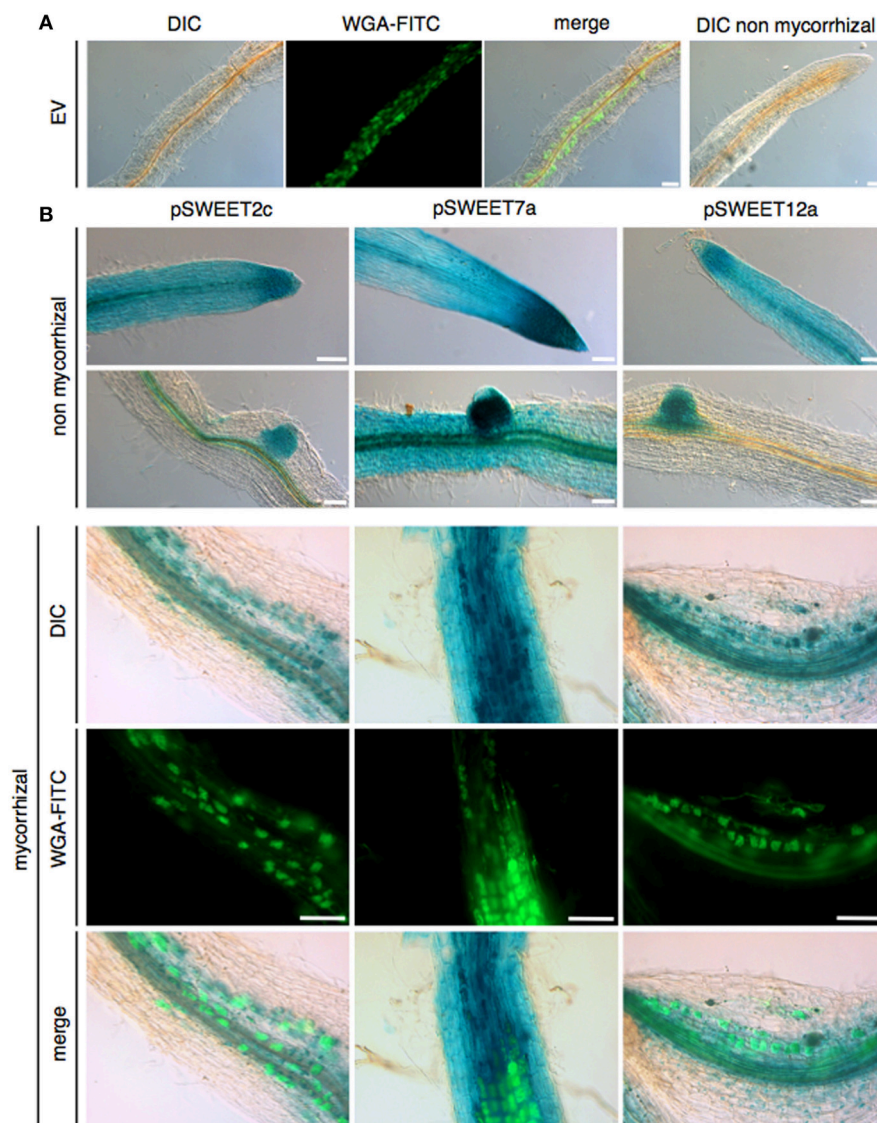 A
DIC
WGA-FITC
merge
DIC non mycorrhizal
EV
B
pSWEET2c
pSWEET7a
pSWEET12a
non mycorrhizal
mycorrhizal
DIC
WGA-FITC
merge